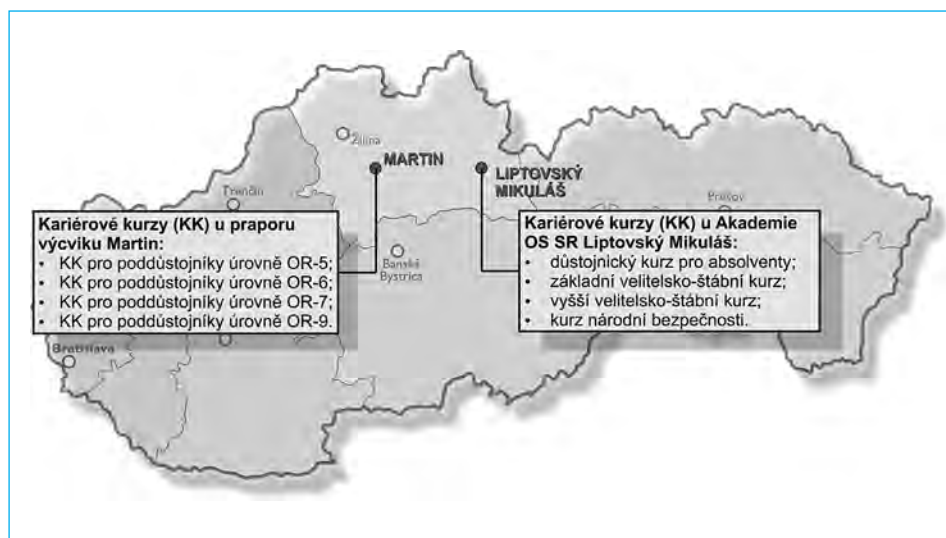 Žilina
MARTIN
LIPTOVSKÝ
MIKULÁŠ
Trenčín
Prešov
Kariérové kurzy (KK) u praporu
výcviku Martin:
• KK pro poddůstojníky úrovně OR-5;
• KK pro poddůstojníky úrovně OR-6;
• KK pro poddůstojníky úrovně OR-7;
• KK pro poddůstojníky úrovně OR-9.
Kariérové kurzy (KK) u Akademie
OS SR Liptovský Mikuláš:
• důstojnický kurz pro absolventy;
• základní velitelsko-štábní kurz;
• vyšší velitelsko-štábní kurz;
• kurz národní bezpečnosti.
Banská
Bystrica
Bratislava